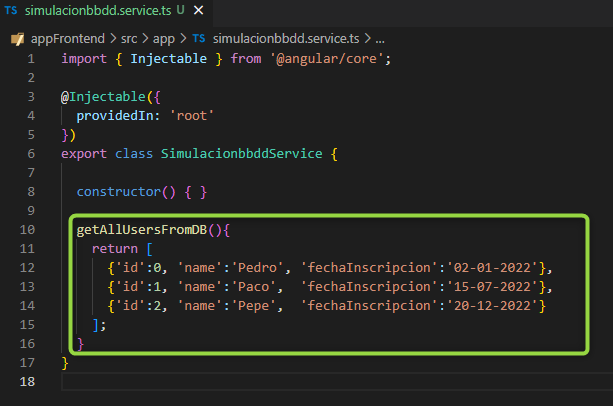 TS simulacionbbdd.service.ts U ×
appFrontend > src > app > TS simulacionbbdd.service.ts > ...
1 import { Injectable } from '@angular/core';
2
3 @Injectable({
4   providedIn: 'root'
5 })
6 export class SimulacionbbddService {
7
8   constructor() { }
9
10   getAllUsersFromDB(){
11     return [
12       {'id':0, 'name':'Pedro', 'fechaInscripcion':'02-01-2022'},
13       {'id':1, 'name':'Paco',  'fechaInscripcion':'15-07-2022'},
14       {'id':2, 'name':'Pepe',  'fechaInscripcion':'20-12-2022'}
15     ];
16   }
17 }
18